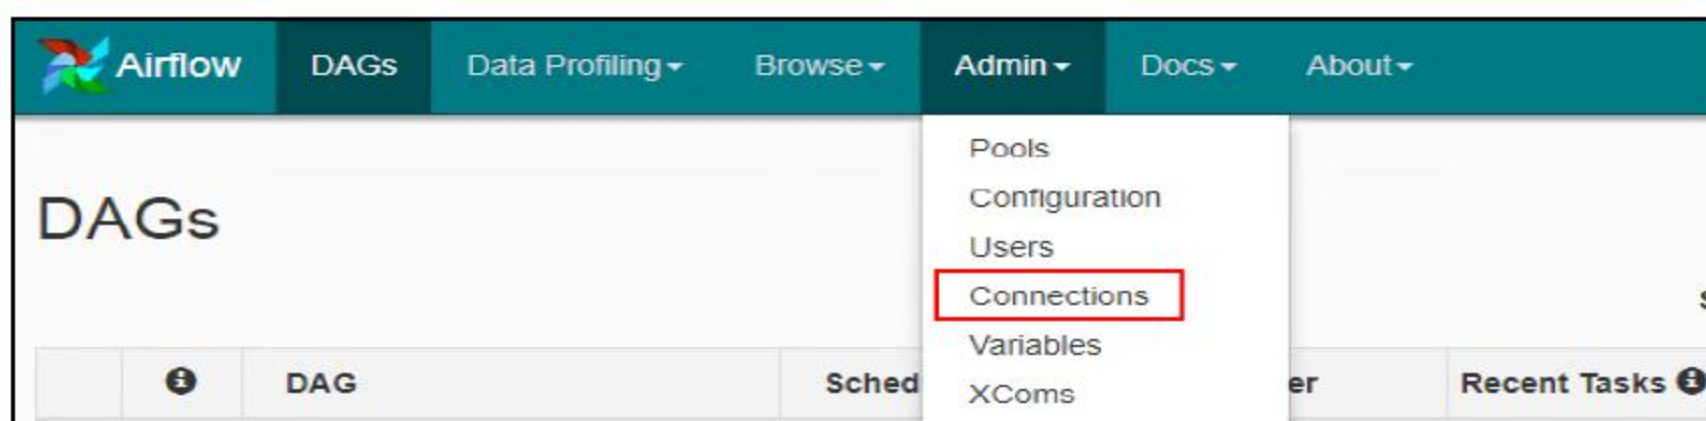 Airflow DAGs Data Profiling Browse Admin Docs About
Pools
Configuration
DAGs
Users
Connections
Variables
DAG Sched er Recent Tasks
XComs